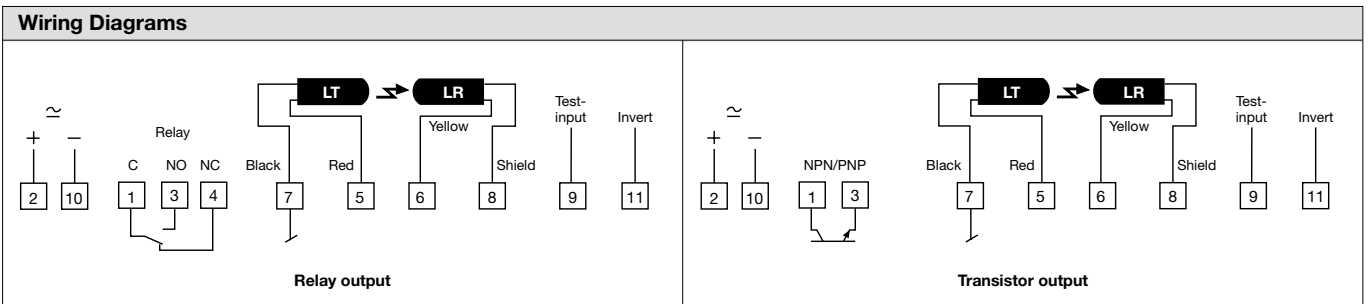 Wiring Diagrams
≃
+ −
Relay
C NO NC
2 10 1 3 4
LT LR
Black Red Yellow Shield
7 5 6 8
Test-
input
9
Invert
11
Relay output
≃
+ −
NPN/PNP
2 10 1 3
LT LR
Black Red Yellow Shield
7 5 6 8
Test-
input
9
Invert
11
Transistor output